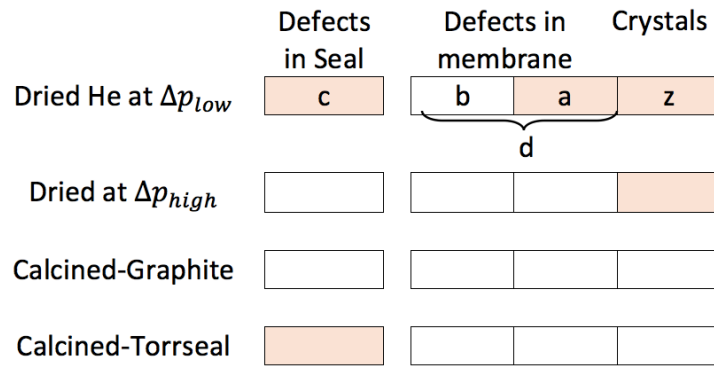 Defects
in Seal
Defects in
membrane
Crystals
Dried He at Δp_low
c
b
a
z
d
Dried at Δp_high
Calcined-Graphite
Calcined-Torrseal